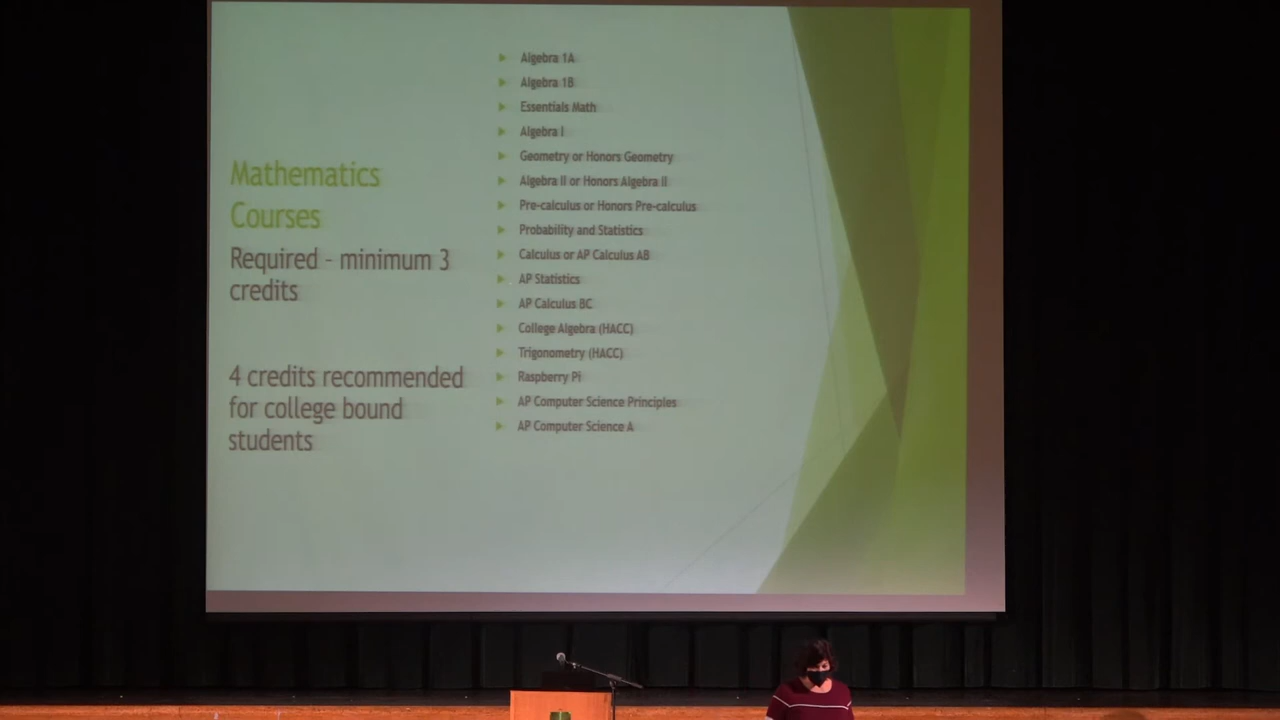 Mathematics
Courses
Required - minimum 3
credits
4 credits recommended
for college bound
students
Algebra 1A
Algebra 1B
Essentials Math
Algebra I
Geometry or Honors Geometry
Algebra II or Honors Algebra II
Pre-calculus or Honors Pre-calculus
Probability and Statistics
Calculus or AP Calculus AB
AP Statistics
AP Calculus BC
College Algebra (HACC)
Trigonometry (HACC)
Raspberry Pi
AP Computer Science Principles
AP Computer Science A